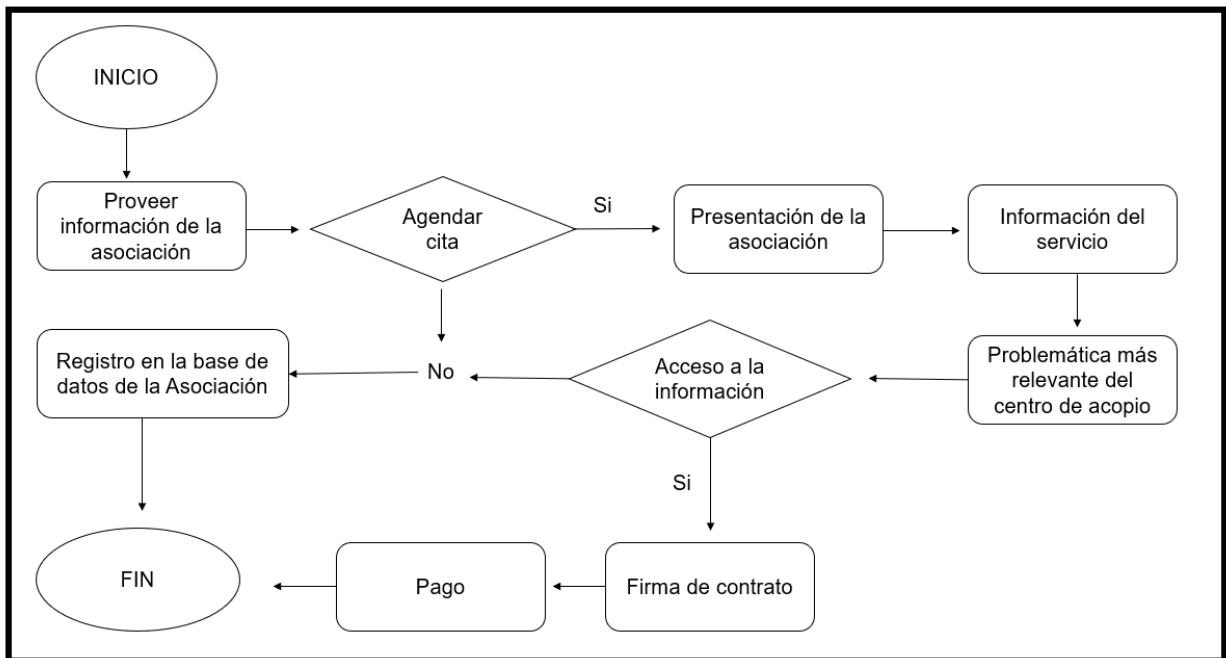 INICIO
Proveer
información de la
asociación
Agendar
cita
Si
Presentación de la
asociación
Información del
servicio
Registro en la base de
datos de la Asociación
No
Acceso a la
información
Problemática más
relevante del
centro de acopio
Si
FIN
Pago
Firma de contrato